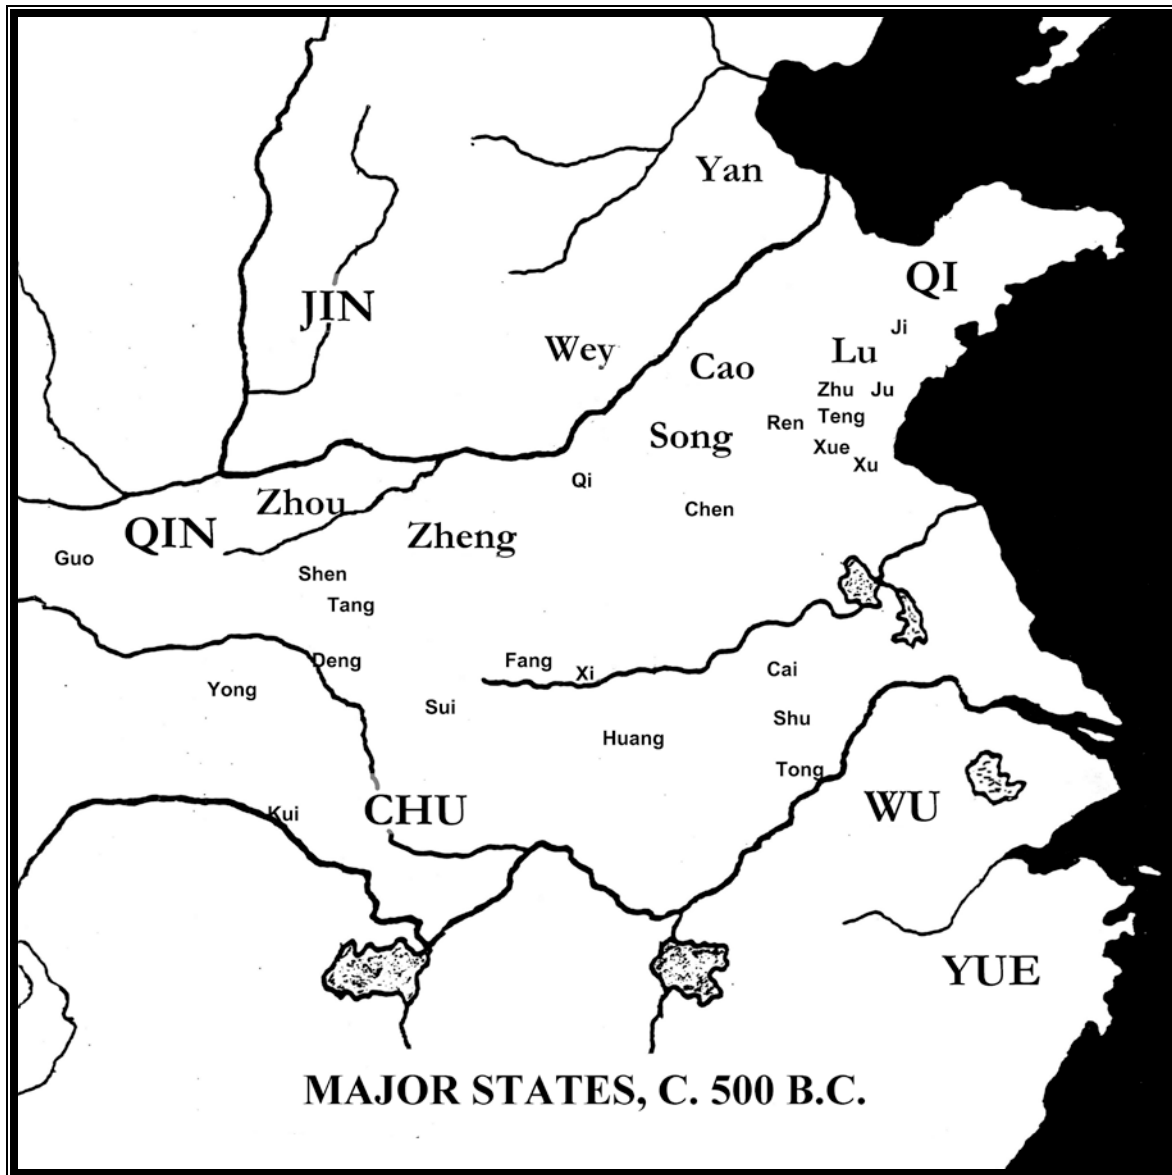 Yan
QI
JIN
Ji
Wey
Lu
Cao
Zhu
Ju
Ren
Teng
Song
Xue
Xu
Qi
Zhou
Chen
QIN
Zheng
Guo
Shen
Tang
Deng
Fang
Xi
Cai
Yong
Sui
Shu
Huang
Tong
Kui
CHU
WU
YUE
MAJOR STATES, C. 500 B.C.